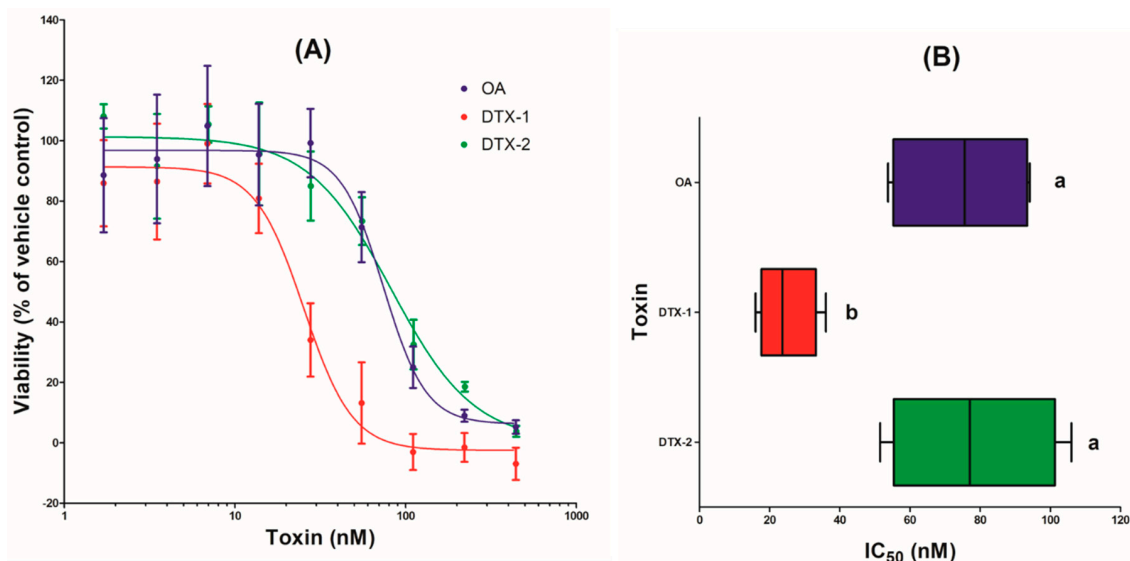 (A)
140
120
100
80
60
40
20
0
-20
Viability (% of vehicle control)
OA
DTX-1
DTX-2
1
10
100
1000
Toxin (nM)
(B)
Toxin
OA
a
DTX-1
b
DTX-2
a
0
20
40
60
80
100
120
IC₅₀ (nM)